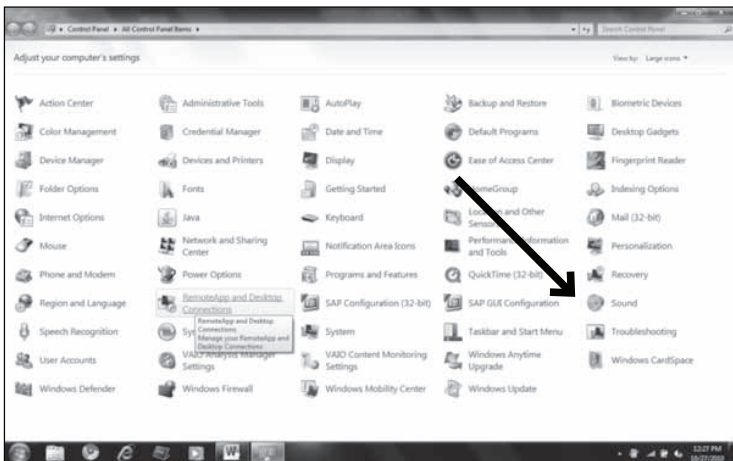 Control Panel ▸ All Control Panel Items ▸
Search Control Panel
Adjust your computer's settings
View by: Large icons
Action Center
Administrative Tools
AutoPlay
Backup and Restore
Biometric Devices
Color Management
Credential Manager
Date and Time
Default Programs
Desktop Gadgets
Device Manager
Devices and Printers
Display
Ease of Access Center
Fingerprint Reader
Folder Options
Fonts
Getting Started
HomeGroup
Indexing Options
Internet Options
Java
Keyboard
Location and Other
Mail (32-bit)
Mouse
Network and Sharing
Center
Notification Area Icons
Performance Information
and Tools
Personalization
Phone and Modem
Power Options
Programs and Features
QuickTime (32-bit)
Recovery
Region and Language
RemoteApp and Desktop
Connections
SAP Configuration (32-bit)
SAP GUI Configuration
Sound
RemoteApp and Desktop
Connections
Manage your RemoteApp and
Desktop Connections
Speech Recognition
System
Taskbar and Start Menu
Troubleshooting
User Accounts
VAIO Analysis Manager
Settings
VAIO Content Monitoring
Settings
Windows Anytime
Upgrade
Windows CardSpace
Windows Defender
Windows Firewall
Windows Mobility Center
Windows Update
12:27 PM
10/27/2010